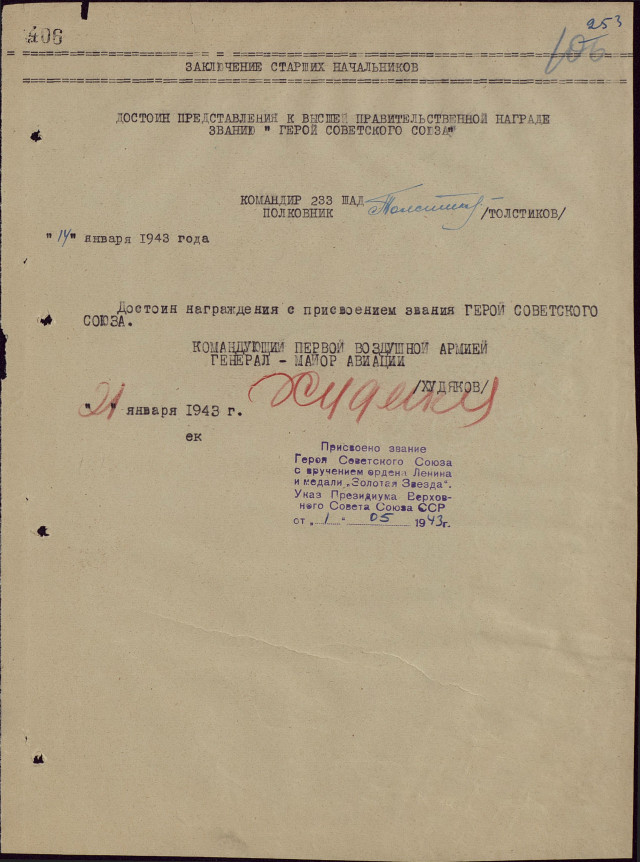 406
253
106
ЗАКЛЮЧЕНИЕ СТАРШИХ НАЧАЛЬНИКОВ
ДОСТОИН ПРЕДСТАВЛЕНИЯ К ВЫСШЕЙ ПРАВИТЕЛЬСТВЕННОЙ НАГРАДЕ
ЗВАНИЮ " ГЕРОЙ СОВЕТСКОГО СОЮЗА"
КОМАНДИР 233 ШАД
ПОЛКОВНИК Толстиков /ТОЛСТИКОВ/
"14" января 1943 года
Достоин награждения с присвоением звания ГЕРОЙ СОВЕТСКОГО
СОЮЗА.
КОМАНДУЮЩИЙ ПЕРВОЙ ВОЗДУШНОЙ АРМИЕЙ
ГЕНЕРАЛ - МАЙОР АВИАЦИИ
/ХУДЯКОВ/
Худяков
"21" января 1943 г.
ек
Присвоено звание
Героя Советского Союза
с вручением ордена Ленина
и медали „Золотая Звезда".
Указ Президиума Верхов-
ного Совета Союза ССР
от „ 1 " 05 1943г.